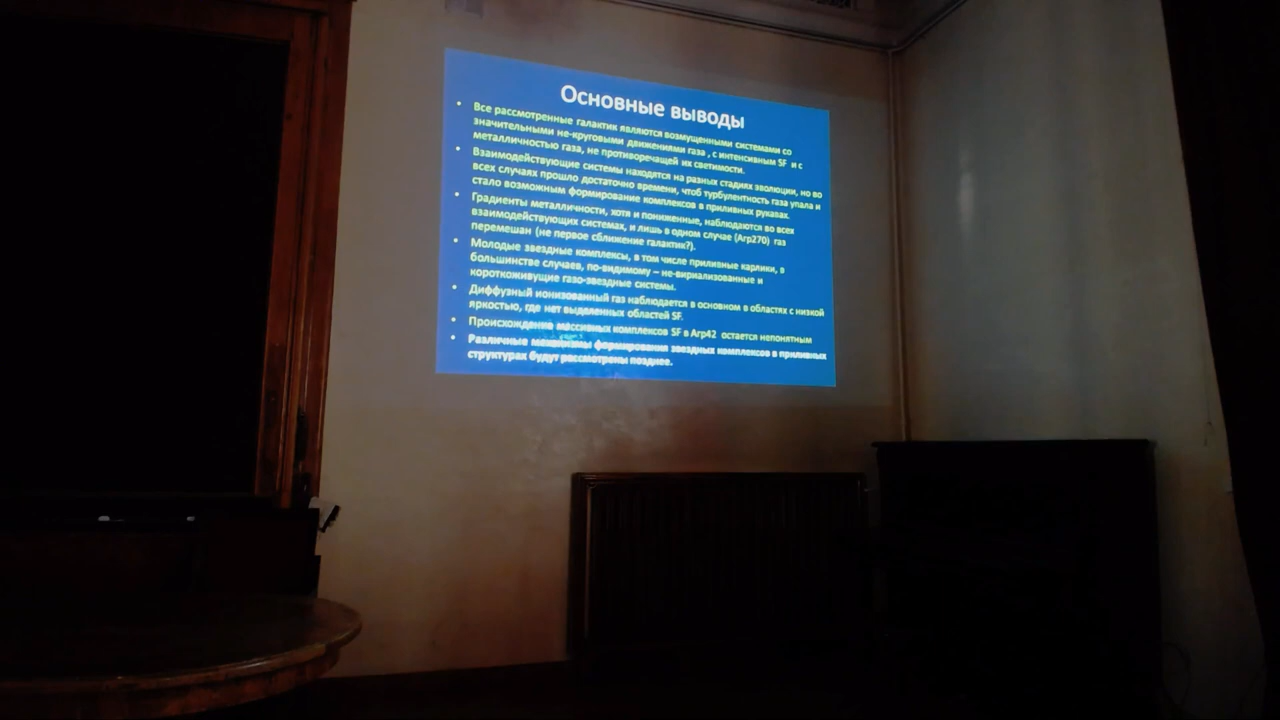 Основные выводы
• Все рассмотренные галактик являются возмущенными системами со
значительными не-круговыми движениями газа , с интенсивным SF и с
металличностью газа, не противоречащей их светимости.
• Взаимодействующие системы находятся на разных стадиях эволюции, но во
всех случаях прошло достаточно времени, чтоб турбулентность газа упала и
стало возможным формирование комплексов в приливных рукавах.
• Градиенты металличности, хотя и пониженные, наблюдаются во всех
взаимодействующих системах, и лишь в одном случае (Arp270) газ
перемешан (не первое сближение галактик?).
• Молодые звездные комплексы, в том числе приливные карлики, в
большинстве случаев, по-видимому – не-вириализованные и
короткоживущие газо-звездные системы.
• Диффузный ионизованный газ наблюдается в основном в областях с низкой
яркостью, где нет выделенных областей SF.
• Происхождение массивных комплексов SF в Arp42 остается непонятным
• Различные механизмы формирования звездных комплексов в приливных
структурах будут рассмотрены позднее.